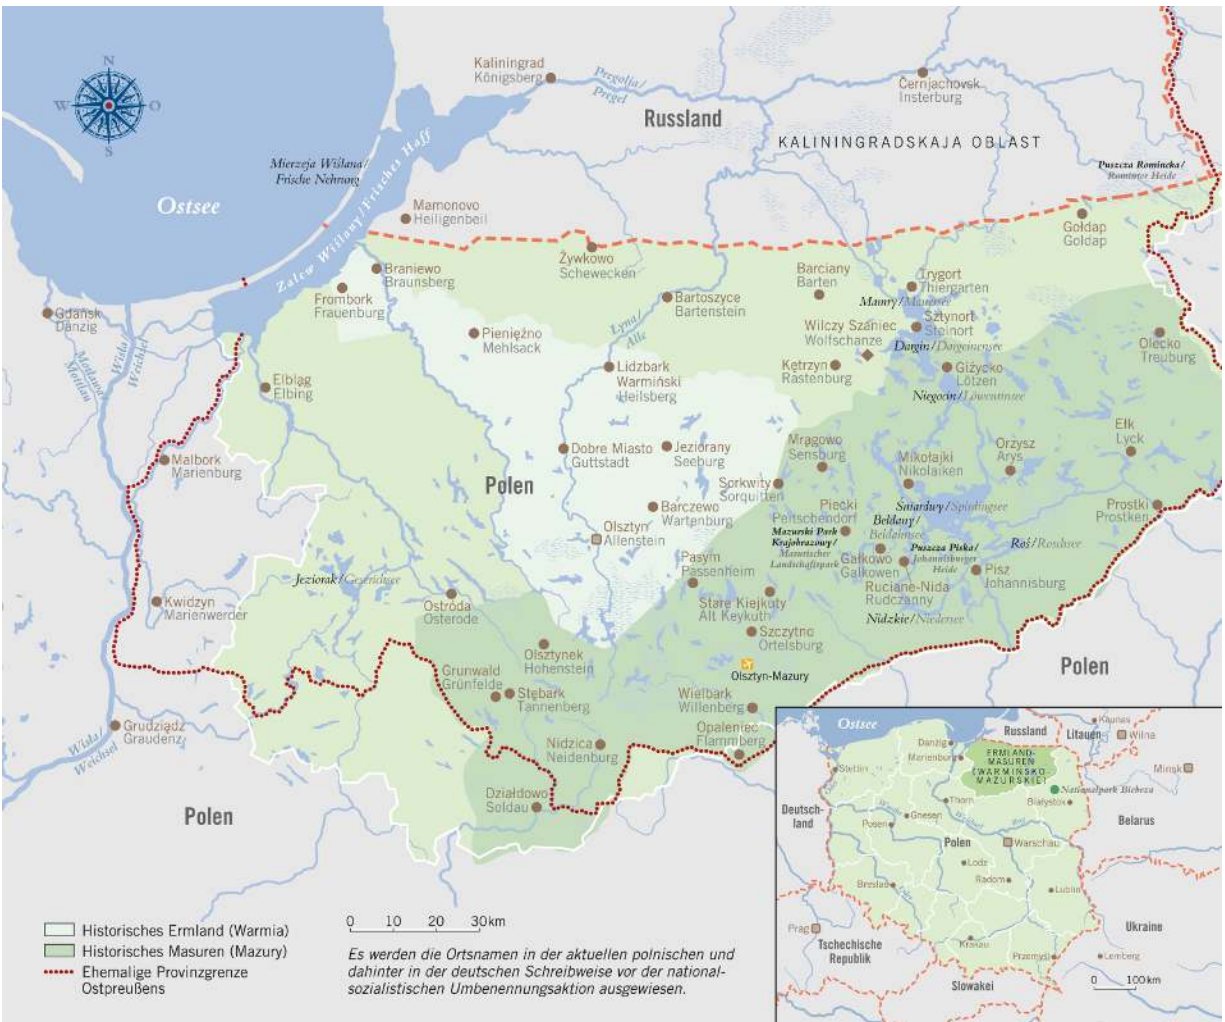 N
W
O
S
Kaliningrad
Königsberg
Pregolja/
Pregel
Russland
Černjachovsk
Insterburg
KALININGRADSKAJA OBLAST
Puszcza Romincka/
Rominter Heide
Mierzeja Wiślana/
Frische Nehrung
Ostsee
Zalew Wiślany/Frisches Haff
Mamonovo
Heiligenbeil
Gołdap
Goldap
Żywkowo
Schewecken
Braniewo
Braunsberg
Frombork
Frauenburg
Barciany
Barten
Trygort
Thiergarten
Mamry/Mauersee
Bartoszyce
Bartenstein
Łyna/
Alle
Gdańsk
Danzig
Motława
Mottlau
Wisła
Weichsel
Pieniężno
Mehlsack
Wilczy Szaniec
Wolfschanze
Sztynort
Steinort
Dargin/Dargeinensee
Olecko
Treuburg
Elbląg
Elbing
Lidzbark
Warmiński
Heilsberg
Kętrzyn
Rastenburg
Giżycko
Lötzen
Niegocin/Löwentinsee
Malbork
Marienburg
Dobre Miasto
Guttstadt
Jeziorany
Seeburg
Mrągowo
Sensburg
Mikołajki
Nikolaiken
Orzysz
Arys
Ełk
Lyck
Polen
Sorkwity
Sorquitten
Barczewo
Wartenburg
Piecki
Peitschendorf
Śniardwy/Spirdingsee
Bełdany/
Beldainsee
Prostki
Prostken
Olsztyn
Allenstein
Mazurski Park
Krajobrazowy/
Masurischer
Landschaftspark
Gałkowo
Galkowen
Puszcza Piska/
Johannisburger
Heide
Roś/Roschsee
Pisz
Johannisburg
Jeziorak/Geserichsee
Pasym
Passenheim
Kwidzyn
Marienwerder
Ostróda
Osterode
Stare Kiejkuty
Alt Keykuth
Ruciane-Nida
Rudczanny
Nidzkie/Niedersee
Szczytno
Ortelsburg
Olsztynek
Hohenstein
Olsztyn-Mazury
Polen
Grunwald
Grünfelde
Stębark
Tannenberg
Wielbark
Willenberg
Grudziądz
Graudenz
Wisła/
Weichsel
Nidzica
Neidenburg
Opaleniec
Flammberg
Działdowo
Soldau
Polen
Historisches Ermland (Warmia)
Historisches Masuren (Mazury)
Ehemalige Provinzgrenze
Ostpreußens
0 10 20 30km
Es werden die Ortsnamen in der aktuellen polnischen und
dahinter in der deutschen Schreibweise vor der national-
sozialistischen Umbenennungsaktion ausgewiesen.
Ostsee
Russland
Kaunas
Litauen
Wilna
Danzig
Marienburg
ERMLAND-
MASUREN
(WARMIŃSKO-
MAZURSKIE)
Stettin
Minsk
Nationalpark Biebrza
Białystok
Deutsch-
land
Oder
Thorn
Warthe
Gnesen
Posen
Weichsel
Bug
Belarus
Polen
Warschau
Lodz
Radom
Breslau
Lublin
Prag
Tschechische
Republik
Krakau
Przemyśl
Lemberg
Ukraine
Slowakei
0 100km